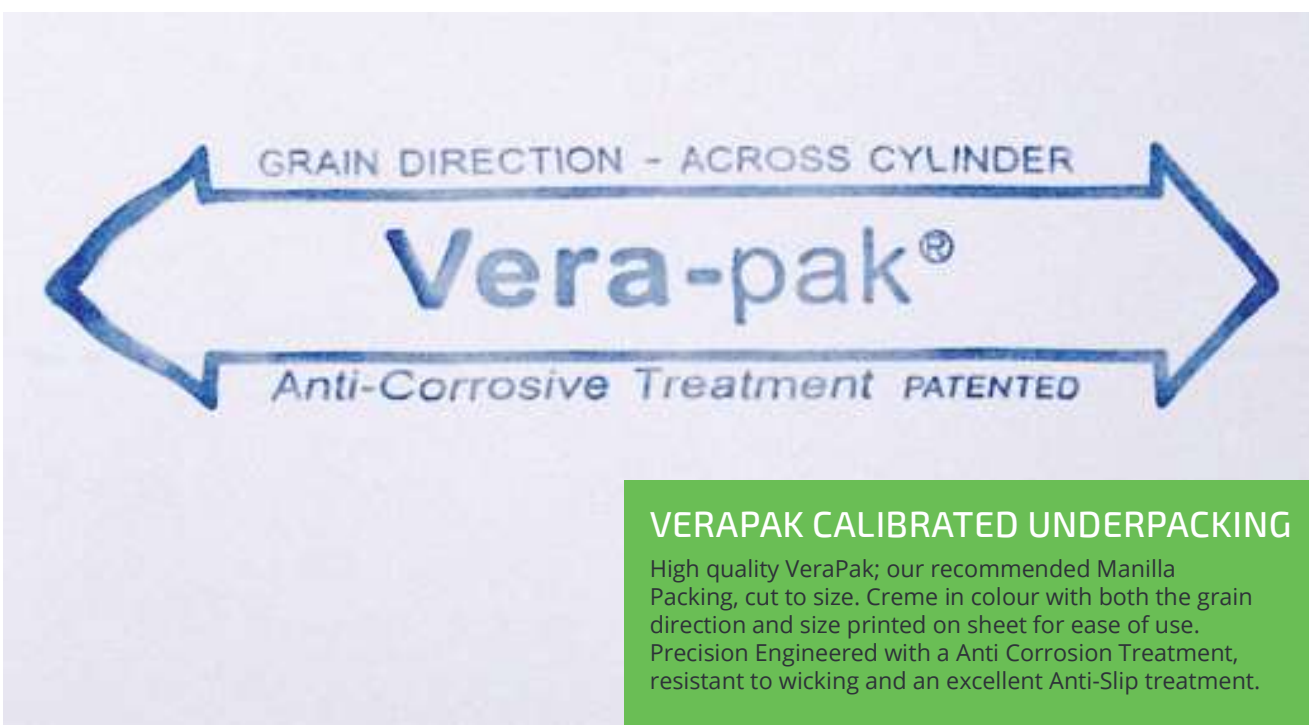 GRAIN DIRECTION - ACROSS CYLINDER
Vera-pak®
Anti-Corrosive Treatment PATENTED
VERAPAK CALIBRATED UNDERPACKING
High quality VeraPak; our recommended Manilla
Packing, cut to size. Creme in colour with both the grain
direction and size printed on sheet for ease of use.
Precision Engineered with a Anti Corrosion Treatment,
resistant to wicking and an excellent Anti-Slip treatment.